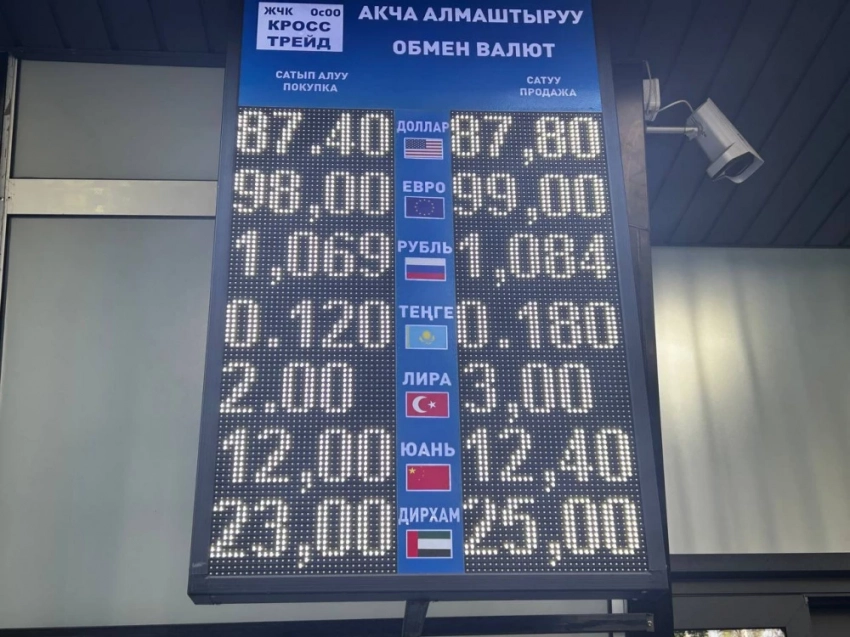 ЖЧК ОсОО
КРОСС
ТРЕЙД
АКЧА АЛМАШТЫРУУ
ОБМЕН ВАЛЮТ
САТЫП АЛУУ
ПОКУПКА
САТУУ
ПРОДАЖА
87.40 ДОЛЛАР 87,80
98,00 ЕВРО 99,00
1,069 РУБЛЬ 1,084
0.120 ТЕҢГЕ 0.180
2.00 ЛИРА 3,00
12,00 ЮАНЬ 12,40
23,00 ДИРХАМ 25,00